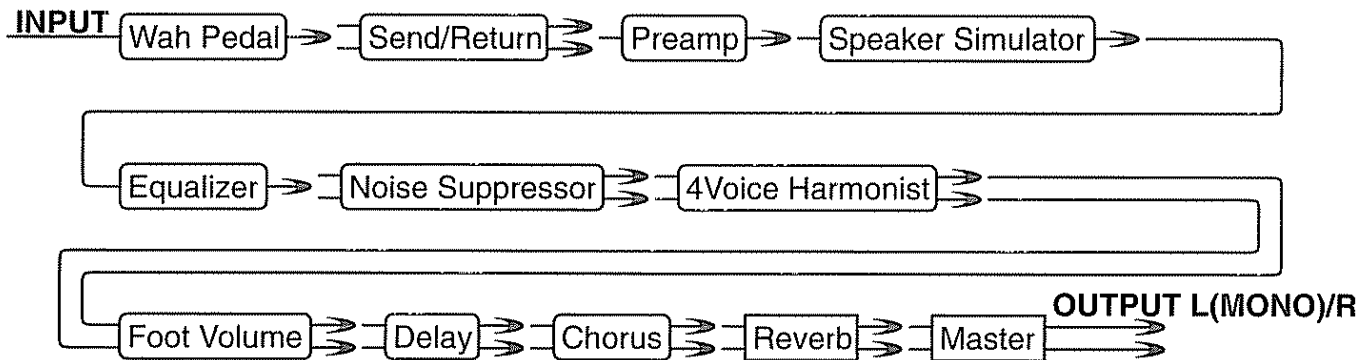 INPUT Wah Pedal Send/Return Preamp Speaker Simulator
Equalizer Noise Suppressor 4Voice Harmonist
OUTPUT L(MONO)/R
Foot Volume Delay Chorus Reverb Master